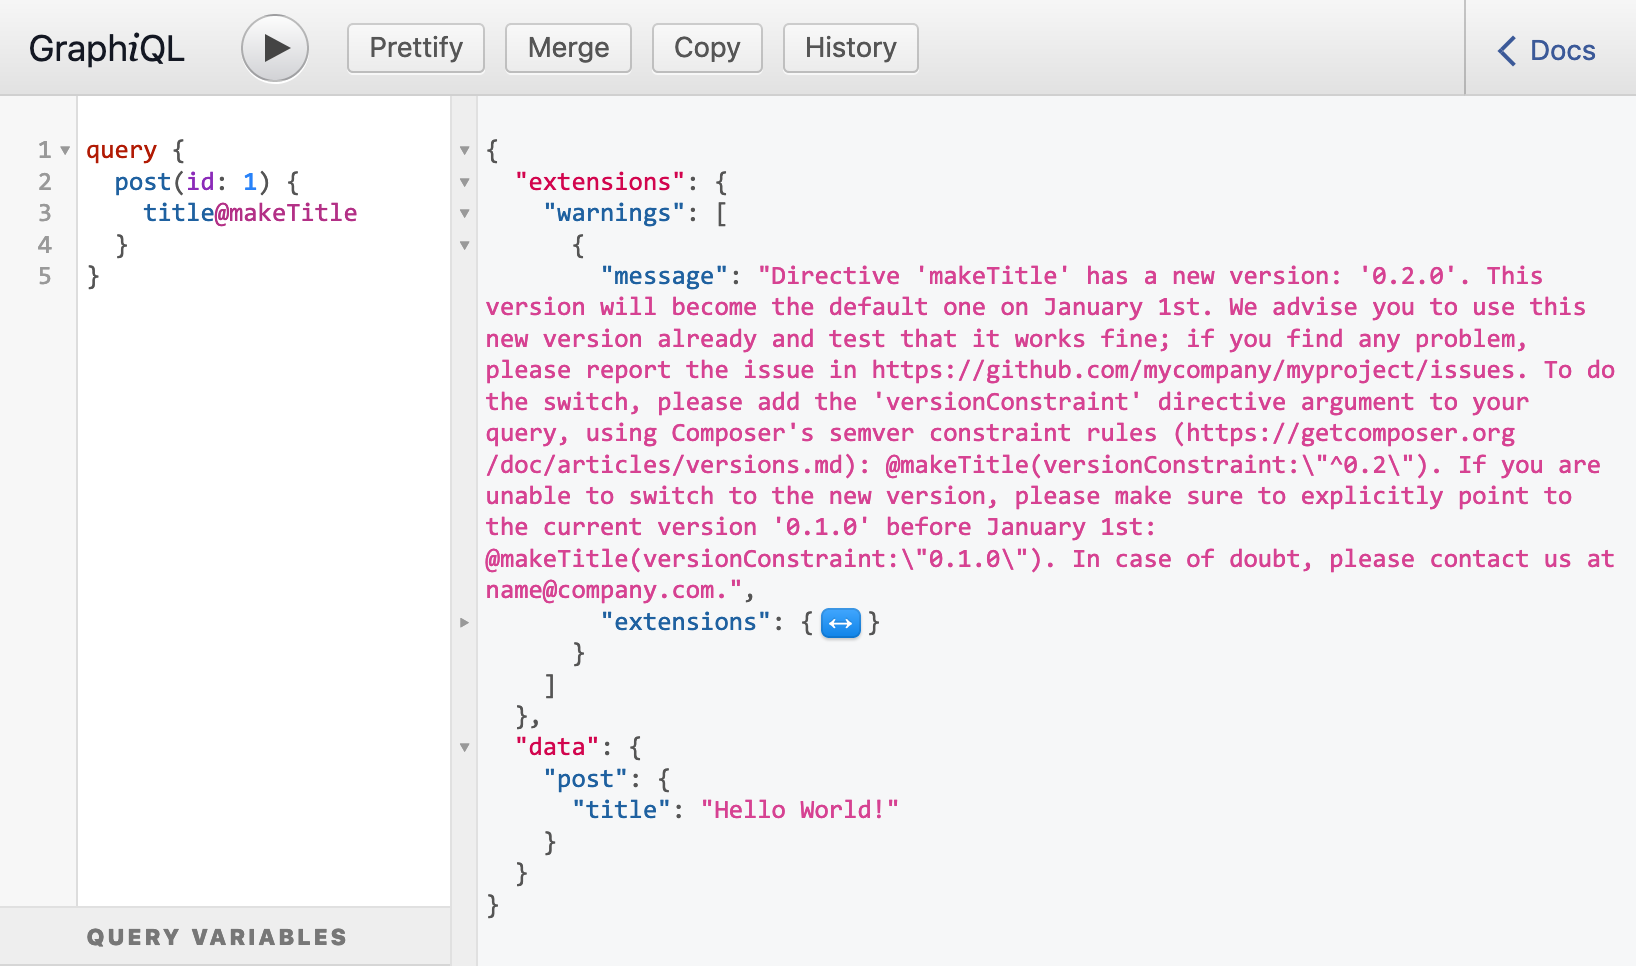 GraphiQL
Prettify
Merge
Copy
History
Docs
1 query {
2 post(id: 1) {
3 title@makeTitle
4 }
5 }
QUERY VARIABLES
{
"extensions": {
"warnings": [
{
"message": "Directive 'makeTitle' has a new version: '0.2.0'. This
version will become the default one on January 1st. We advise you to use this
new version already and test that it works fine; if you find any problem,
please report the issue in https://github.com/mycompany/myproject/issues. To do
the switch, please add the 'versionConstraint' directive argument to your
query, using Composer's semver constraint rules (https://getcomposer.org
/doc/articles/versions.md): @makeTitle(versionConstraint:\"^0.2\"). If you are
unable to switch to the new version, please make sure to explicitly point to
the current version '0.1.0' before January 1st:
@makeTitle(versionConstraint:\"0.1.0\"). In case of doubt, please contact us at
name@company.com.",
"extensions": {↔}
}
]
},
"data": {
"post": {
"title": "Hello World!"
}
}
}